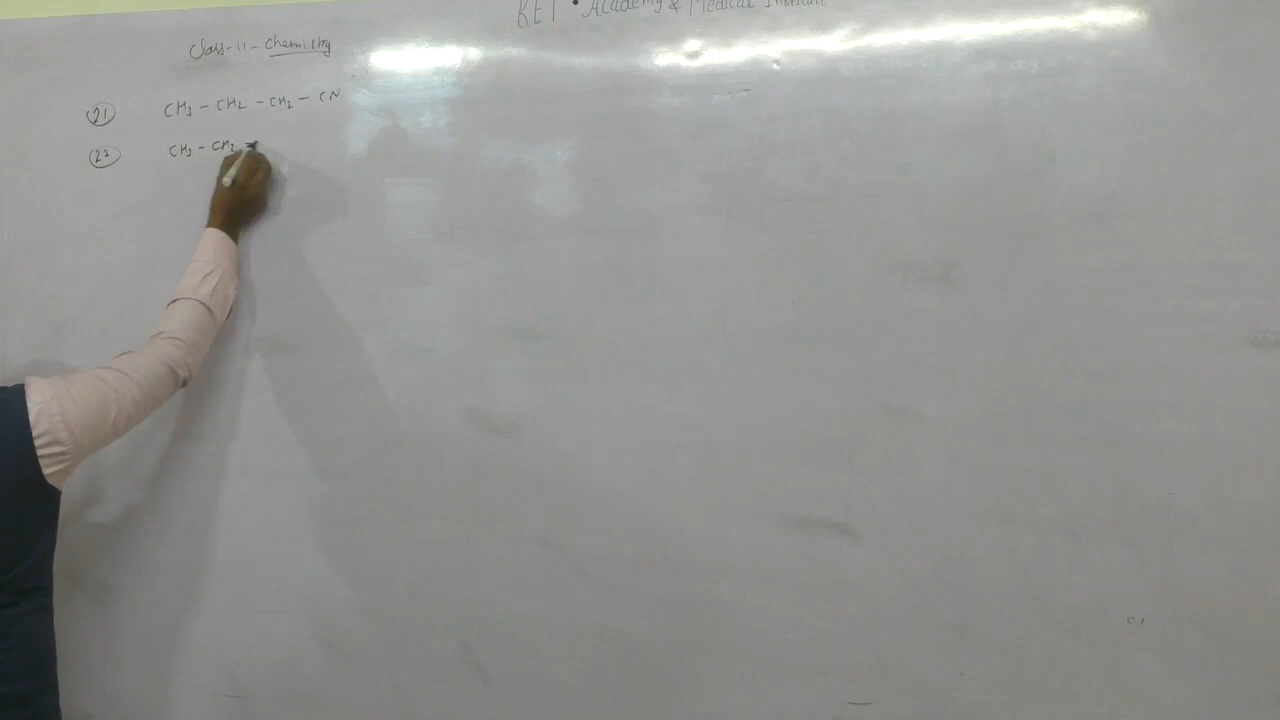 KET • Academy & Medical Institute
Class-11-Chemistry
(21) CH3 - CH2 - CH2 - CN
(22) CH3 - CH2 -